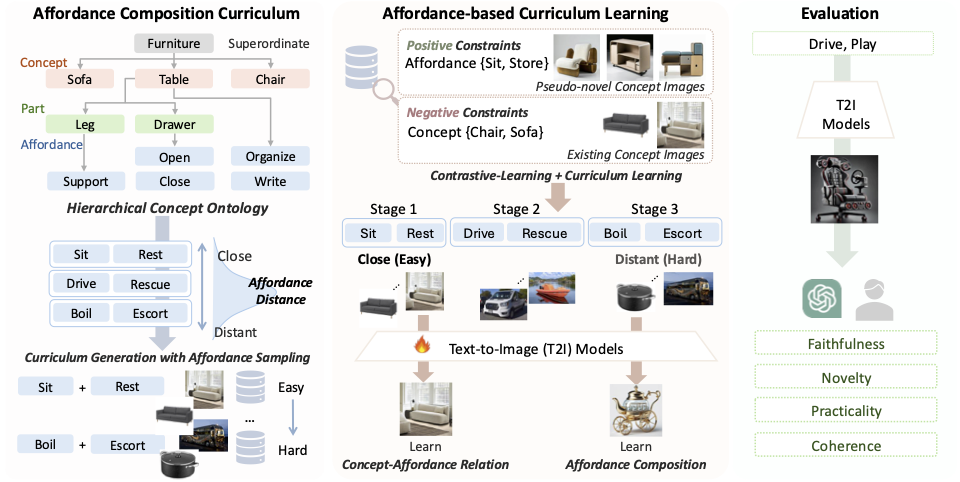 Affordance Composition Curriculum
Furniture
Superordinate
Concept
Sofa
Table
Chair
Part
Leg
Drawer
Affordance
Open
Organize
Support
Close
Write
Hierarchical Concept Ontology
Sit
Rest
Close
Drive
Rescue
Affordance
Distance
Boil
Escort
Distant
Curriculum Generation with Affordance Sampling
Sit + Rest
Easy
...
Boil + Escort
Hard
Affordance-based Curriculum Learning
Positive Constraints
Affordance {Sit, Store}
Pseudo-novel Concept Images
Negative Constraints
Concept {Chair, Sofa}
Existing Concept Images
Contrastive-Learning + Curriculum Learning
Stage 1
Stage 2
Stage 3
Sit
Rest
Drive
Rescue
Boil
Escort
Close (Easy)
Distant (Hard)
Text-to-Image (T2I) Models
Learn
Concept-Affordance Relation
Learn
Affordance Composition
Evaluation
Drive, Play
T2I
Models
Faithfulness
Novelty
Practicality
Coherence